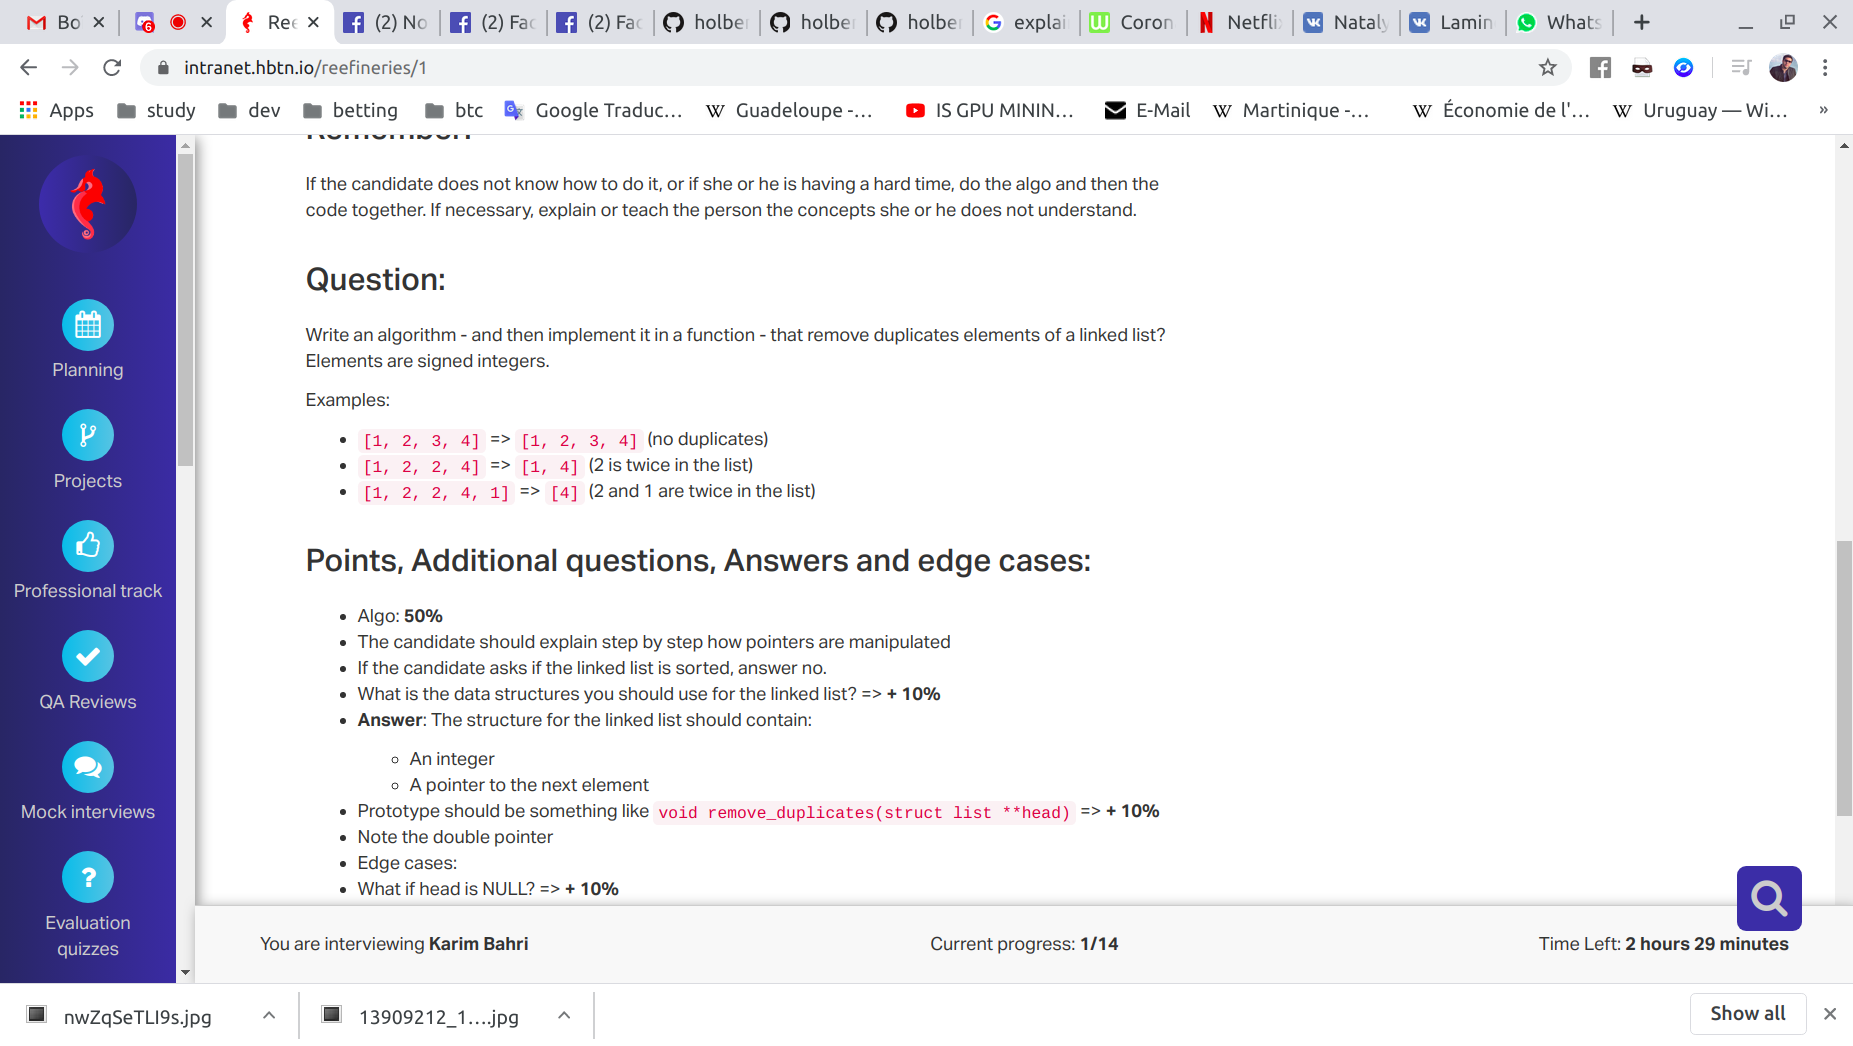 Bo
6
Ree
(2) No
(2) Fac
(2) Fac
holber
holber
holber
explai
Coron
Netflix
Nataly
Lamin
Whats
intranet.hbtn.io/reefineries/1
Apps
study
dev
betting
btc
Google Traduc...
Guadeloupe -...
IS GPU MININ...
E-Mail
Martinique -...
Économie de l'...
Uruguay — Wi...
»
Planning
Projects
Professional track
QA Reviews
Mock interviews
?
Evaluation
quizzes
Remember:
If the candidate does not know how to do it, or if she or he is having a hard time, do the algo and then the
code together. If necessary, explain or teach the person the concepts she or he does not understand.
Question:
Write an algorithm - and then implement it in a function - that remove duplicates elements of a linked list?
Elements are signed integers.
Examples:
• [1, 2, 3, 4] => [1, 2, 3, 4] (no duplicates)
• [1, 2, 2, 4] => [1, 4] (2 is twice in the list)
• [1, 2, 2, 4, 1] => [4] (2 and 1 are twice in the list)
Points, Additional questions, Answers and edge cases:
• Algo: 50%
• The candidate should explain step by step how pointers are manipulated
• If the candidate asks if the linked list is sorted, answer no.
• What is the data structures you should use for the linked list? => + 10%
• Answer: The structure for the linked list should contain:
◦ An integer
◦ A pointer to the next element
• Prototype should be something like void remove_duplicates(struct list **head) => + 10%
• Note the double pointer
• Edge cases:
• What if head is NULL? => + 10%
You are interviewing Karim Bahri
Current progress: 1/14
Time Left: 2 hours 29 minutes
nwZqSeTLI9s.jpg
13909212_1....jpg
Show all